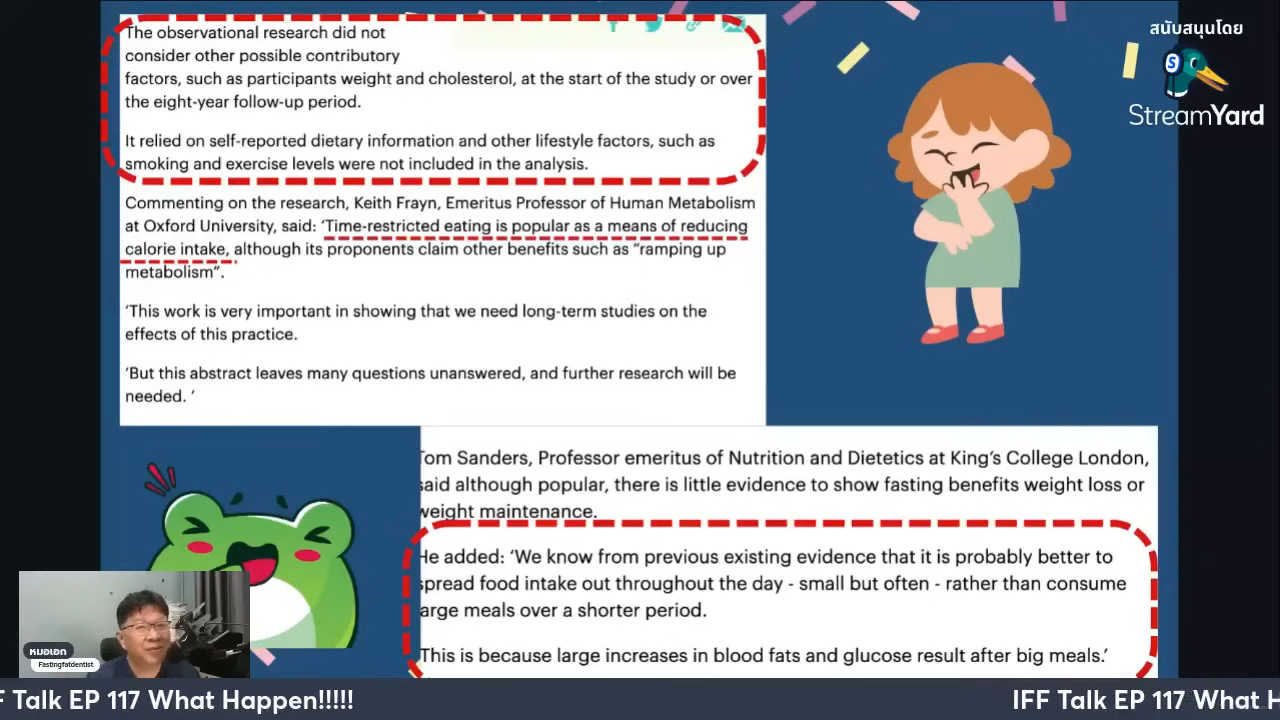 The observational research did not
consider other possible contributory
factors, such as participants weight and cholesterol, at the start of the study or over
the eight-year follow-up period.
It relied on self-reported dietary information and other lifestyle factors, such as
smoking and exercise levels were not included in the analysis.
Commenting on the research, Keith Frayn, Emeritus Professor of Human Metabolism
at Oxford University, said: ‘Time-restricted eating is popular as a means of reducing
calorie intake, although its proponents claim other benefits such as “ramping up
metabolism”.
‘This work is very important in showing that we need long-term studies on the
effects of this practice.
‘But this abstract leaves many questions unanswered, and further research will be
needed. ’
Tom Sanders, Professor emeritus of Nutrition and Dietetics at King’s College London,
said although popular, there is little evidence to show fasting benefits weight loss or
weight maintenance.
He added: ‘We know from previous existing evidence that it is probably better to
spread food intake out throughout the day - small but often - rather than consume
large meals over a shorter period.
‘This is because large increases in blood fats and glucose result after big meals.’
สนับสนุนโดย
S
StreamYard
หมอเอก
Fastingfatdentist
F Talk EP 117 What Happen!!!!!
IFF Talk EP 117 What H